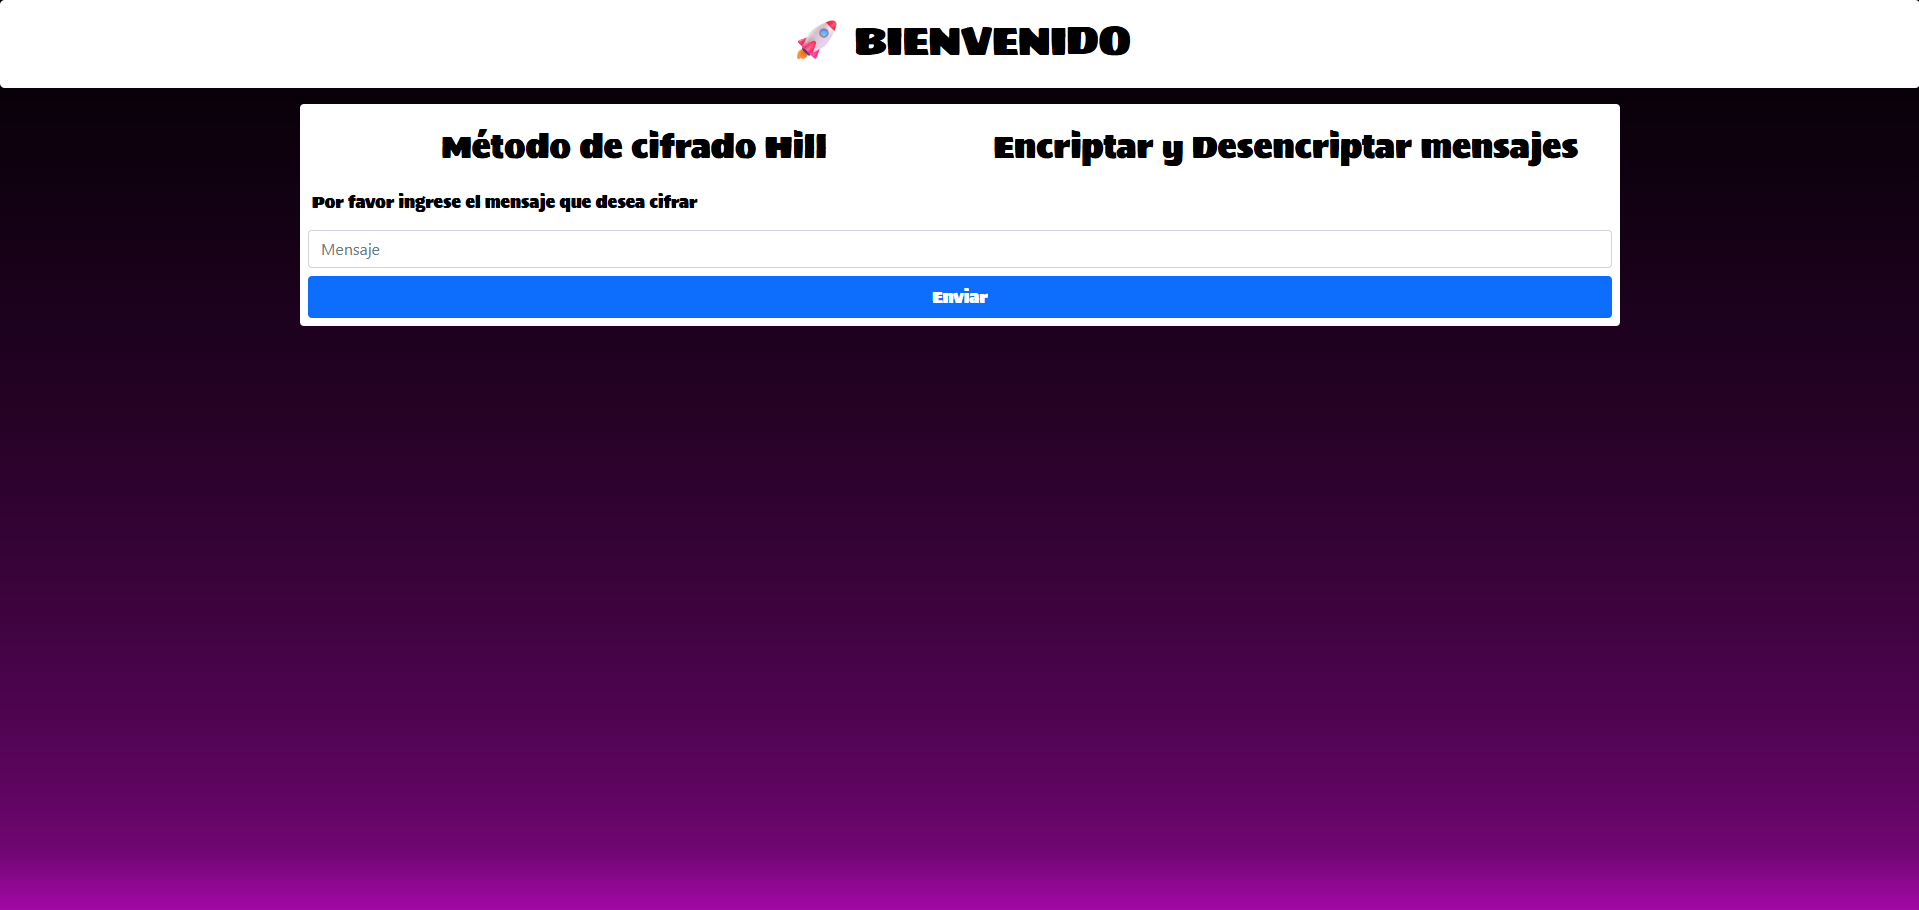 🚀 BIENVENIDO
Método de cifrado Hill
Encriptar y Desencriptar mensajes
Por favor ingrese el mensaje que desea cifrar
Mensaje
Enviar